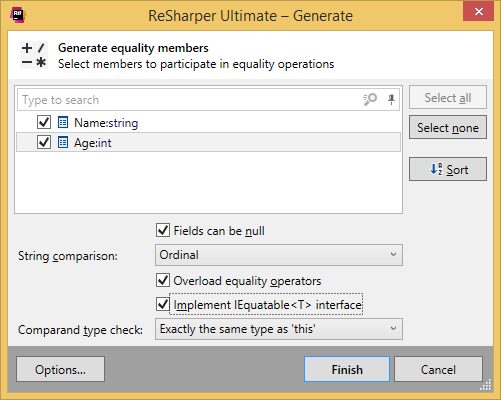 ReSharper Ultimate – Generate
Generate equality members
Select members to participate in equality operations
Type to search
Select all
Name:string
Select none
Age:int
Sort
Fields can be null
String comparison:
Ordinal
Overload equality operators
Implement IEquatable<T> interface
Comparand type check:
Exactly the same type as 'this'
Options...
Finish
Cancel